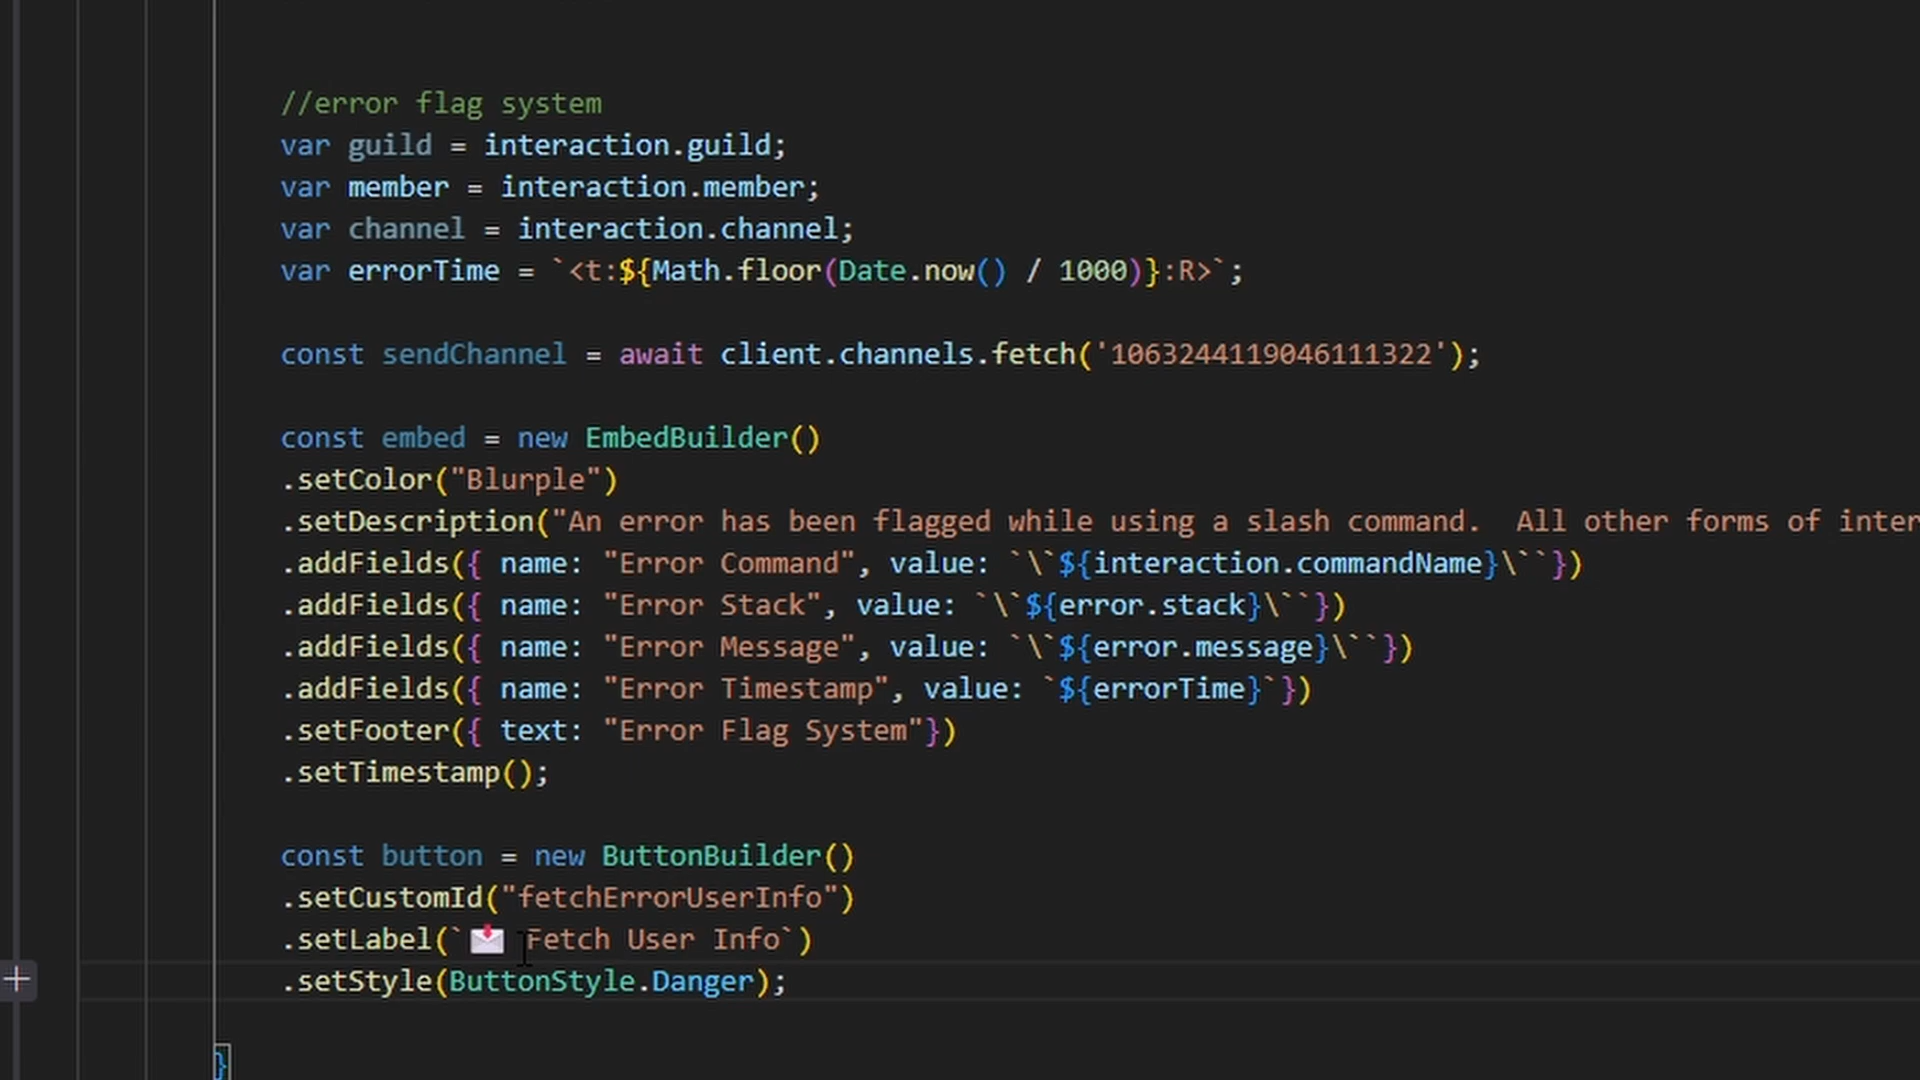 //error flag system
var guild = interaction.guild;
var member = interaction.member;
var channel = interaction.channel;
var errorTime = `<t:${Math.floor(Date.now() / 1000)}:R>`;
const sendChannel = await client.channels.fetch('1063244119046111322');
const embed = new EmbedBuilder()
.setColor("Blurple")
.setDescription("An error has been flagged while using a slash command.  All other forms of inter
.addFields({ name: "Error Command", value: `\`${interaction.commandName}\``})
.addFields({ name: "Error Stack", value: `\`${error.stack}\``})
.addFields({ name: "Error Message", value: `\`${error.message}\``})
.addFields({ name: "Error Timestamp", value: `${errorTime}`})
.setFooter({ text: "Error Flag System"})
.setTimestamp();
const button = new ButtonBuilder()
.setCustomId("fetchErrorUserInfo")
.setLabel(`📩 Fetch User Info`)
.setStyle(ButtonStyle.Danger);
}